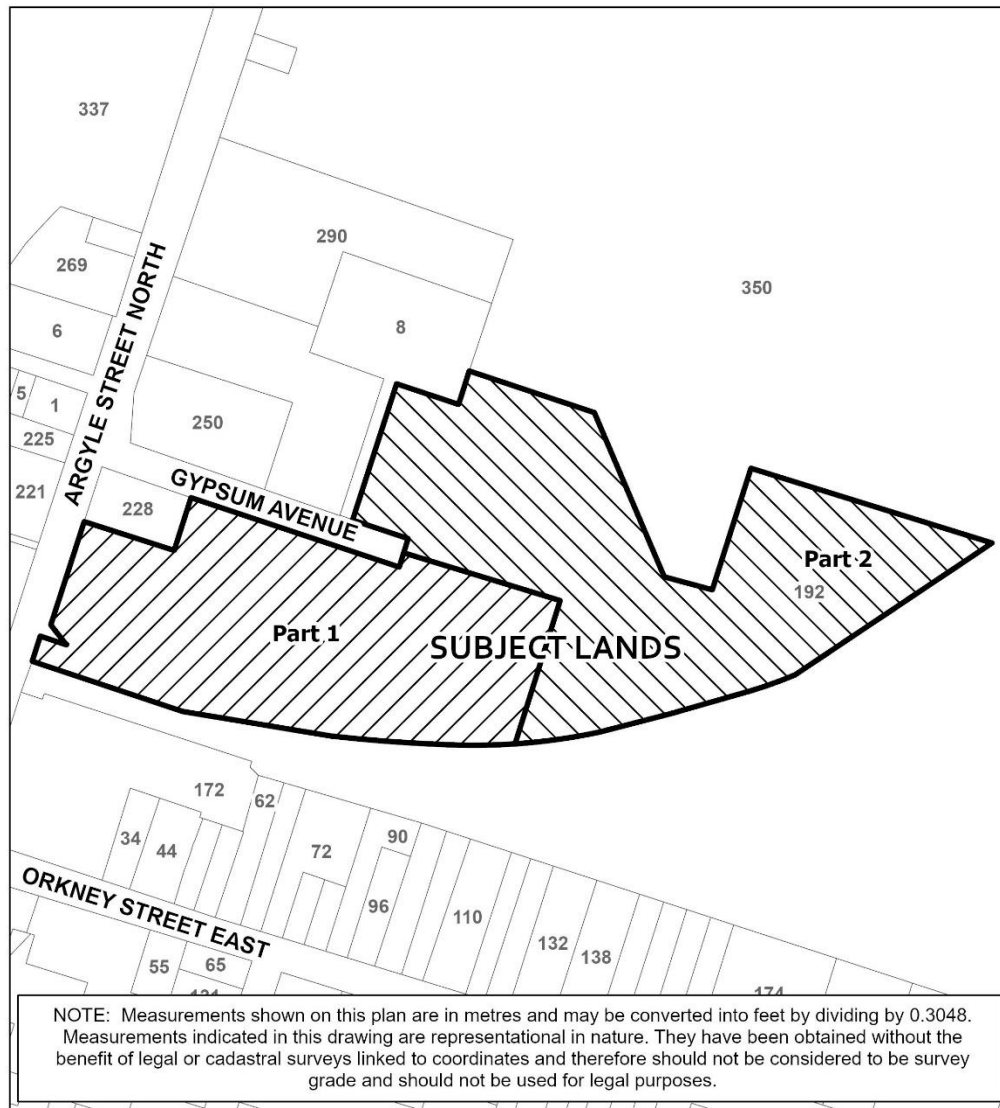 337
290
350
269
8
6
ARGYLE STREET NORTH
5
1
250
225
221
228
GYPSUM AVENUE
Part 2
192
Part 1
SUBJECT LANDS
172
62
34
44
72
90
96
110
132
138
ORKNEY STREET EAST
55
65
174
NOTE: Measurements shown on this plan are in metres and may be converted into feet by dividing by 0.3048.
Measurements indicated in this drawing are representational in nature. They have been obtained without the
benefit of legal or cadastral surveys linked to coordinates and therefore should not be considered to be survey
grade and should not be used for legal purposes.